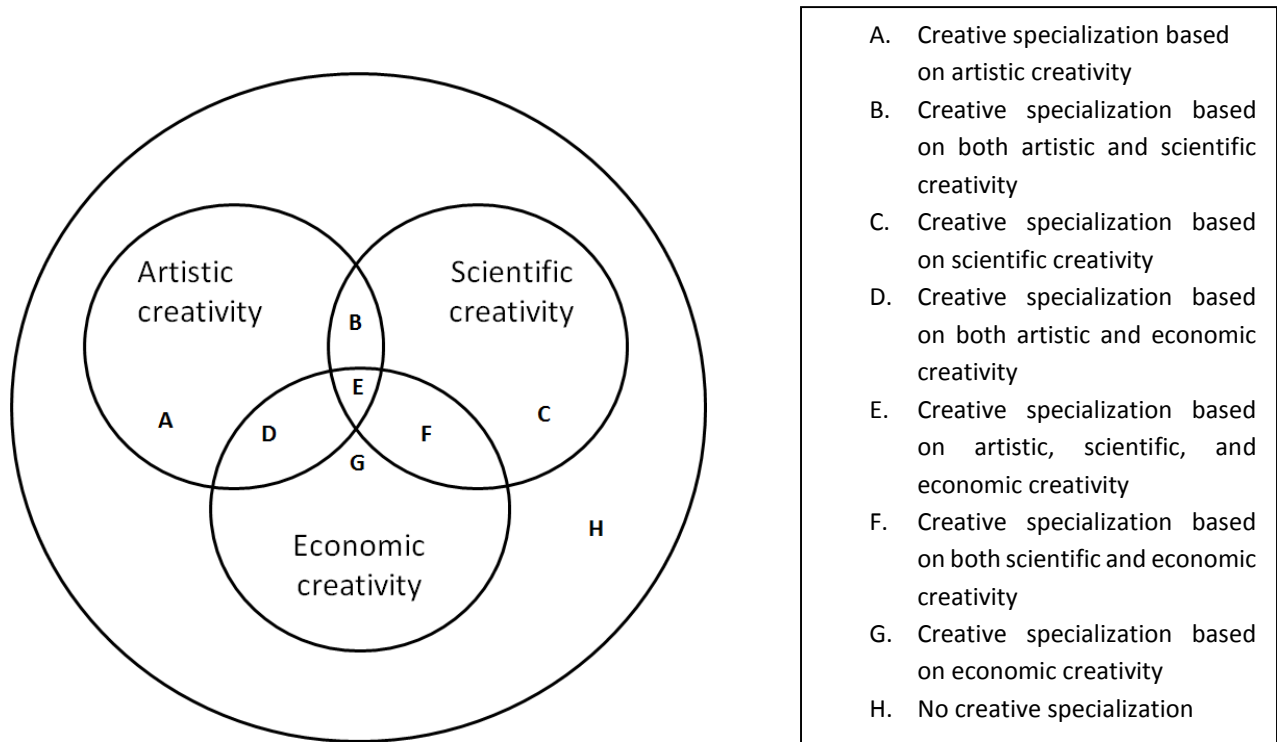 Artistic
creativity
Scientific
creativity
B
E
A
D
F
C
G
H
Economic
creativity
A. Creative specialization based
on artistic creativity
B. Creative specialization based
on both artistic and scientific
creativity
C. Creative specialization based
on scientific creativity
D. Creative specialization based
on both artistic and economic
creativity
E. Creative specialization based
on artistic, scientific, and
economic creativity
F. Creative specialization based
on both scientific and economic
creativity
G. Creative specialization based
on economic creativity
H. No creative specialization